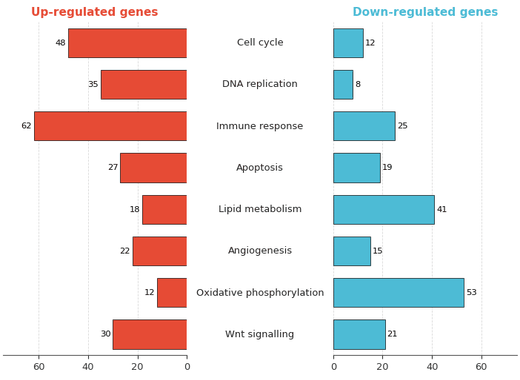 Up-regulated genes Down-regulated genes
48 Cell cycle 12
35 DNA replication 8
62 Immune response 25
27 Apoptosis 19
18 Lipid metabolism 41
22 Angiogenesis 15
12 Oxidative phosphorylation 53
30 Wnt signalling 21
60 40 20 0 0 20 40 60